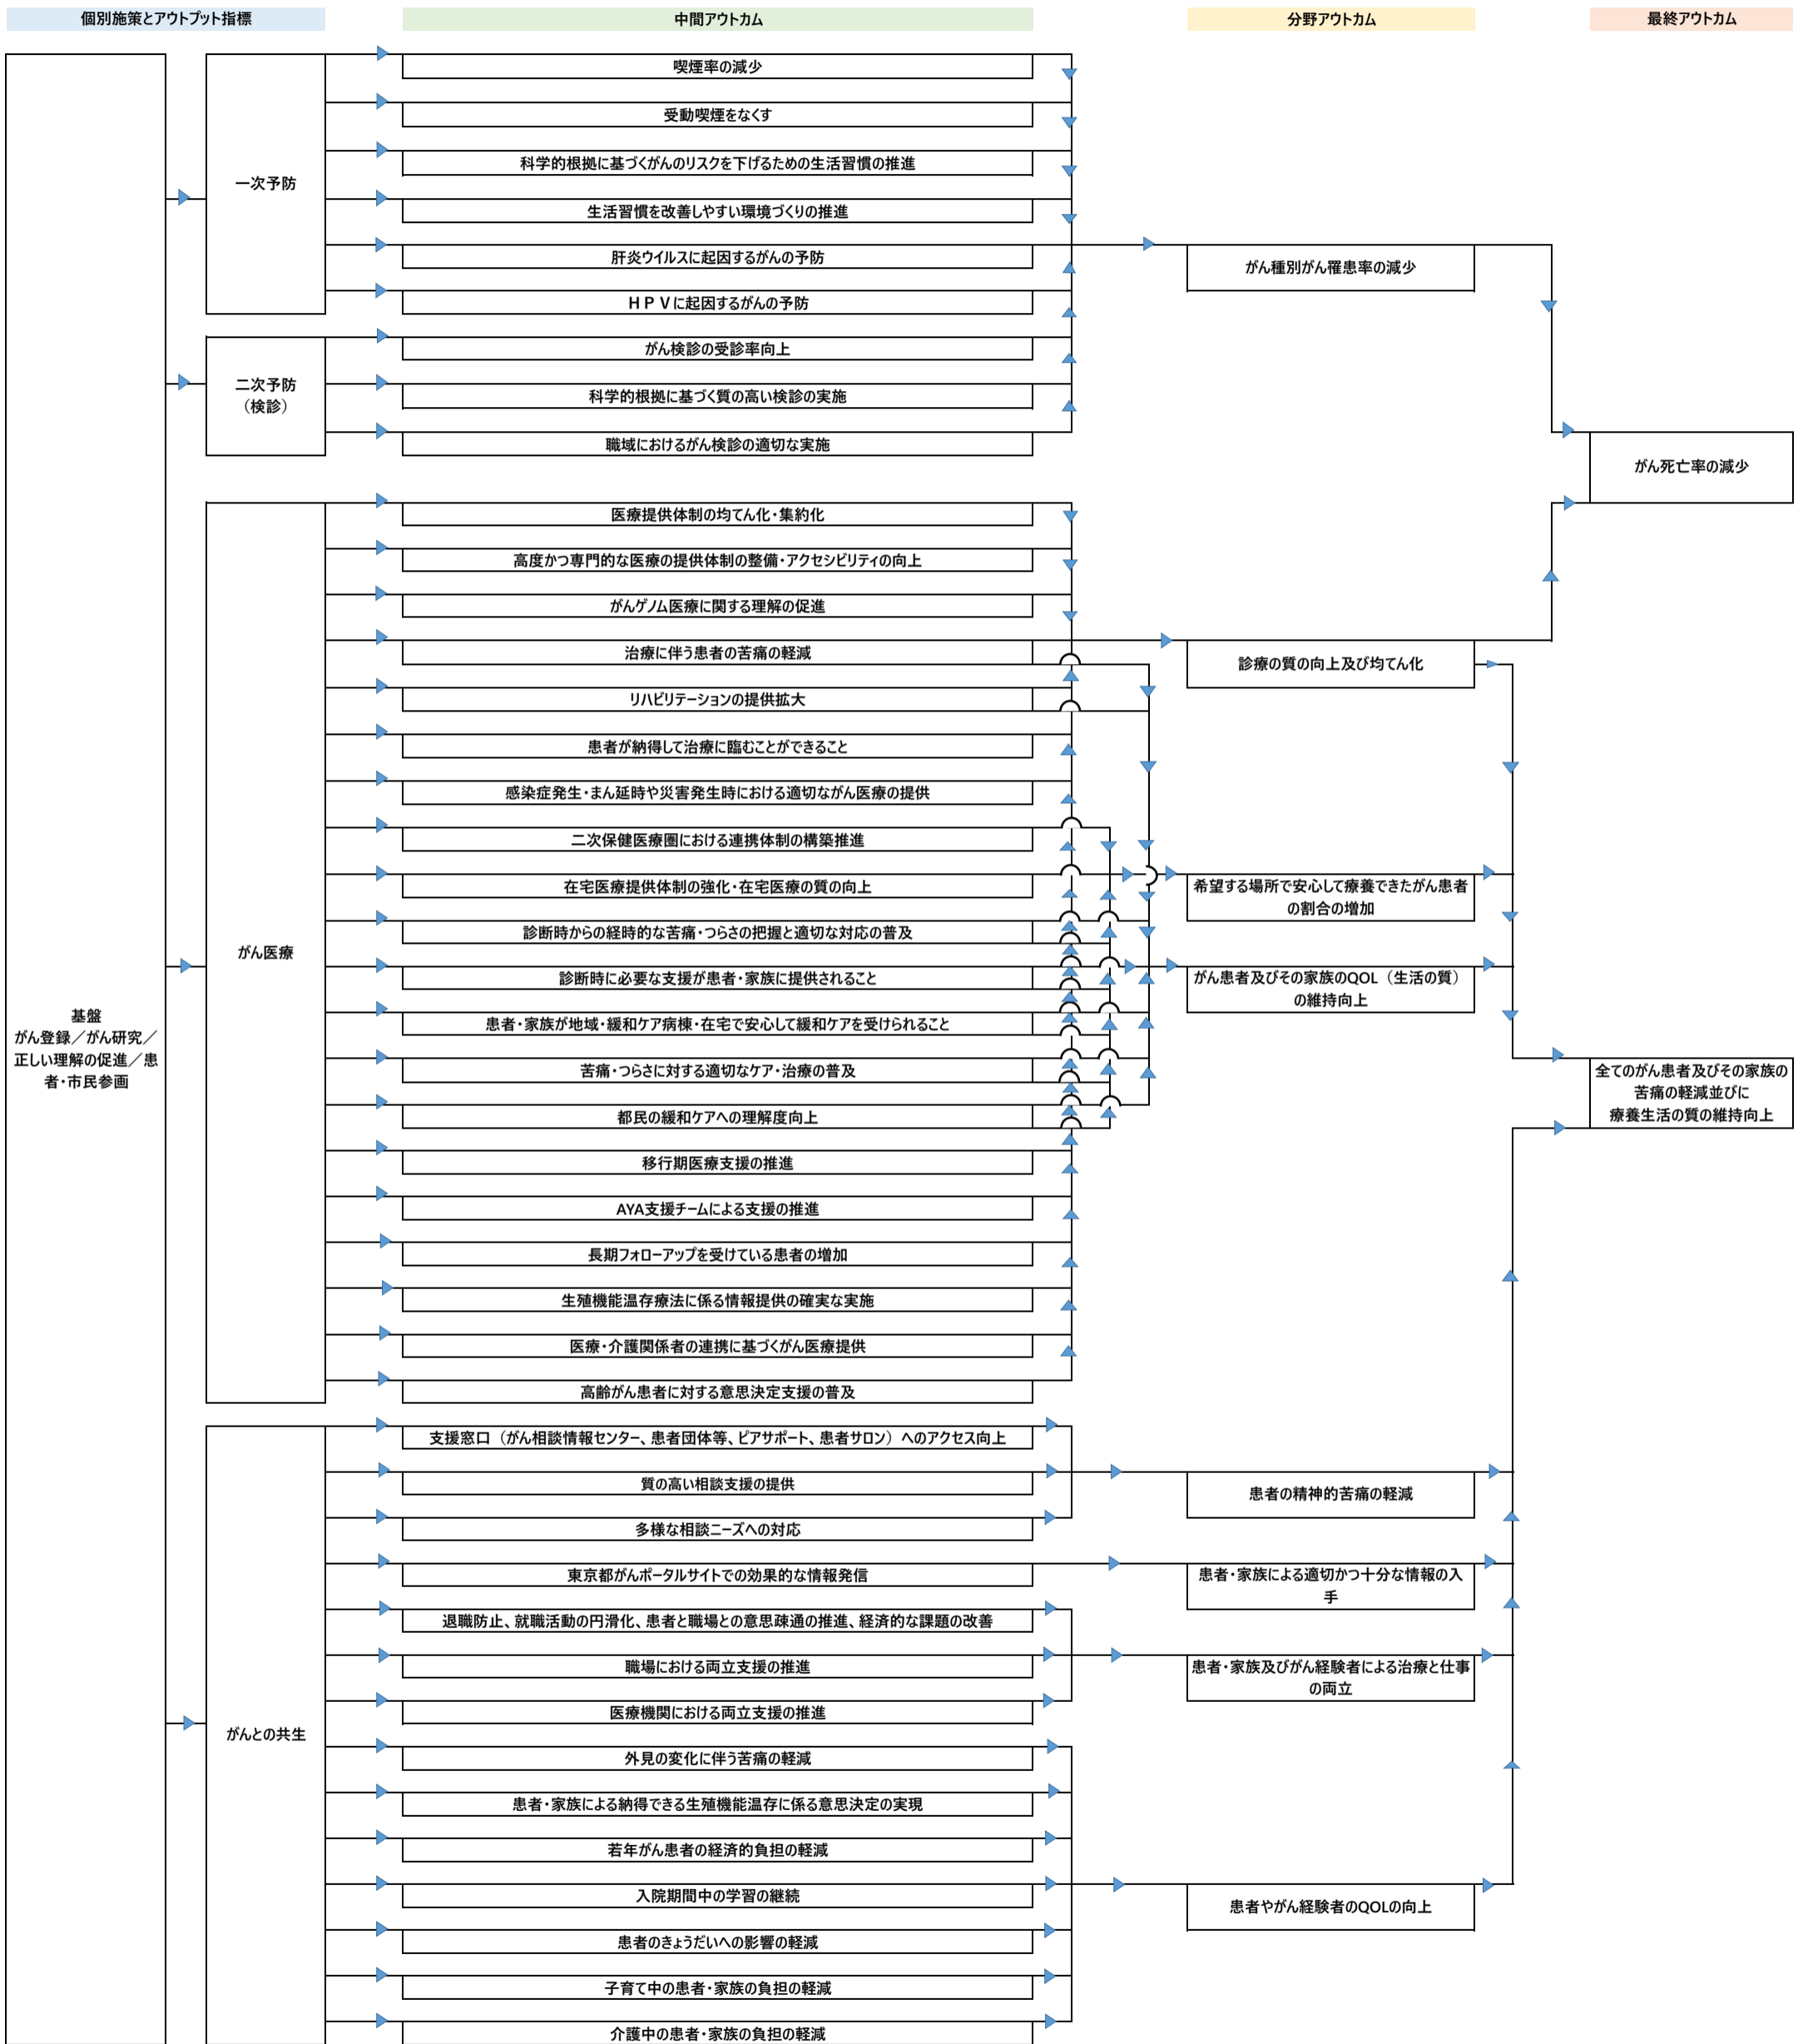 個別施策とアウトプット指標
中間アウトカム
分野アウトカム
最終アウトカム
基盤
がん登録／がん研究／
正しい理解の促進／患
者・市民参画
一次予防
喫煙率の減少
受動喫煙をなくす
科学的根拠に基づくがんのリスクを下げるための生活習慣の推進
生活習慣を改善しやすい環境づくりの推進
肝炎ウイルスに起因するがんの予防
ＨＰＶに起因するがんの予防
二次予防
（検診）
がん検診の受診率向上
科学的根拠に基づく質の高い検診の実施
職域におけるがん検診の適切な実施
がん医療
医療提供体制の均てん化・集約化
高度かつ専門的な医療の提供体制の整備・アクセシビリティの向上
がんゲノム医療に関する理解の促進
治療に伴う患者の苦痛の軽減
リハビリテーションの提供拡大
患者が納得して治療に臨むことができること
感染症発生・まん延時や災害発生時における適切ながん医療の提供
二次保健医療圏における連携体制の構築推進
在宅医療提供体制の強化・在宅医療の質の向上
診断時からの経時的な苦痛・つらさの把握と適切な対応の普及
診断時に必要な支援が患者・家族に提供されること
患者・家族が地域・緩和ケア病棟・在宅で安心して緩和ケアを受けられること
苦痛・つらさに対する適切なケア・治療の普及
都民の緩和ケアへの理解度向上
移行期医療支援の推進
AYA支援チームによる支援の推進
長期フォローアップを受けている患者の増加
生殖機能温存療法に係る情報提供の確実な実施
医療・介護関係者の連携に基づくがん医療提供
高齢がん患者に対する意思決定支援の普及
がんとの共生
支援窓口（がん相談情報センター、患者団体等、ピアサポート、患者サロン）へのアクセス向上
質の高い相談支援の提供
多様な相談ニーズへの対応
東京都がんポータルサイトでの効果的な情報発信
退職防止、就職活動の円滑化、患者と職場との意思疎通の推進、経済的な課題の改善
職場における両立支援の推進
医療機関における両立支援の推進
外見の変化に伴う苦痛の軽減
患者・家族による納得できる生殖機能温存に係る意思決定の実現
若年がん患者の経済的負担の軽減
入院期間中の学習の継続
患者のきょうだいへの影響の軽減
子育て中の患者・家族の負担の軽減
介護中の患者・家族の負担の軽減
がん種別がん罹患率の減少
診療の質の向上及び均てん化
希望する場所で安心して療養できたがん患者
の割合の増加
がん患者及びその家族のQOL（生活の質）
の維持向上
患者の精神的苦痛の軽減
患者・家族による適切かつ十分な情報の入
手
患者・家族及びがん経験者による治療と仕事
の両立
患者やがん経験者のQOLの向上
がん死亡率の減少
全てのがん患者及びその家族の
苦痛の軽減並びに
療養生活の質の維持向上